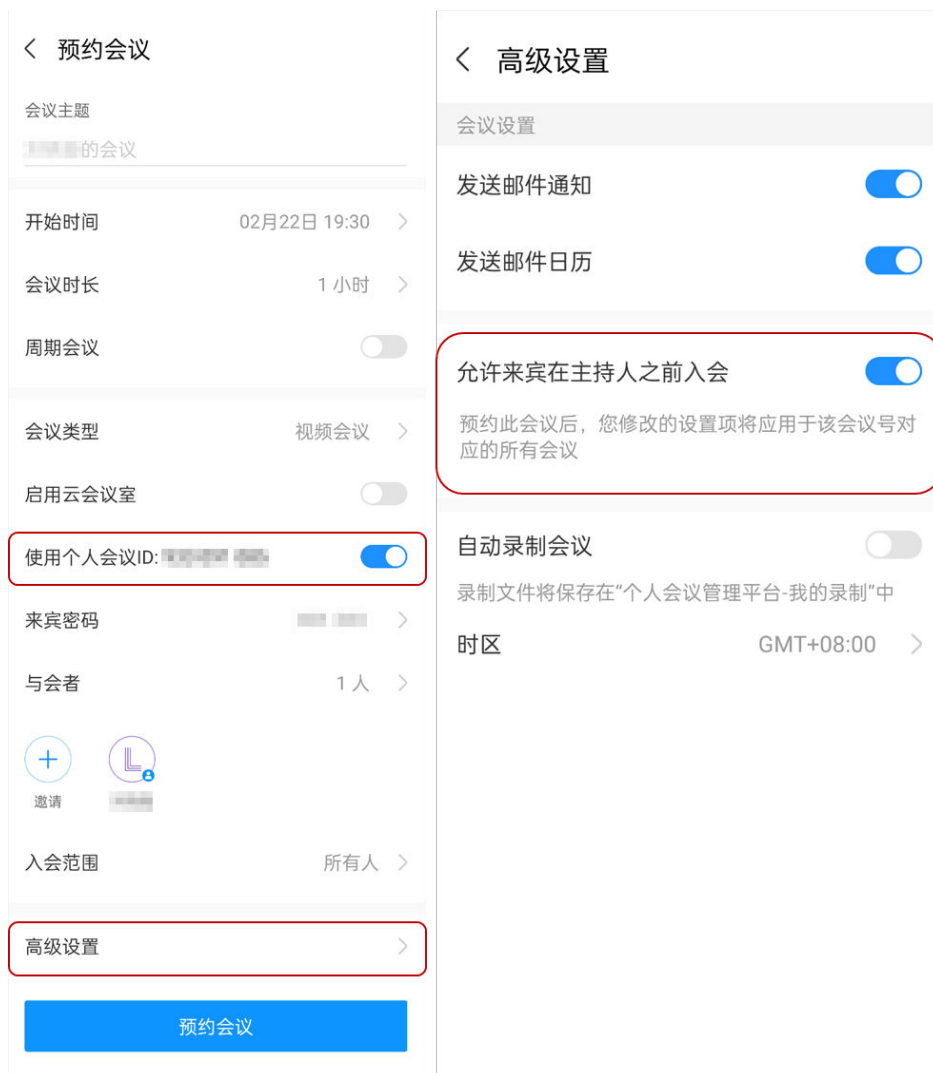 预约会议
会议主题
的会议
开始时间
02月22日 19:30
会议时长
1 小时
周期会议
会议类型
视频会议
启用云会议室
使用个人会议ID:
来宾密码
与会者
1 人
邀请
入会范围
所有人
高级设置
预约会议
高级设置
会议设置
发送邮件通知
发送邮件日历
允许来宾在主持人之前入会
预约此会议后，您修改的设置项将应用于该会议号对
应的所有会议
自动录制会议
录制文件将保存在“个人会议管理平台-我的录制”中
时区
GMT+08:00